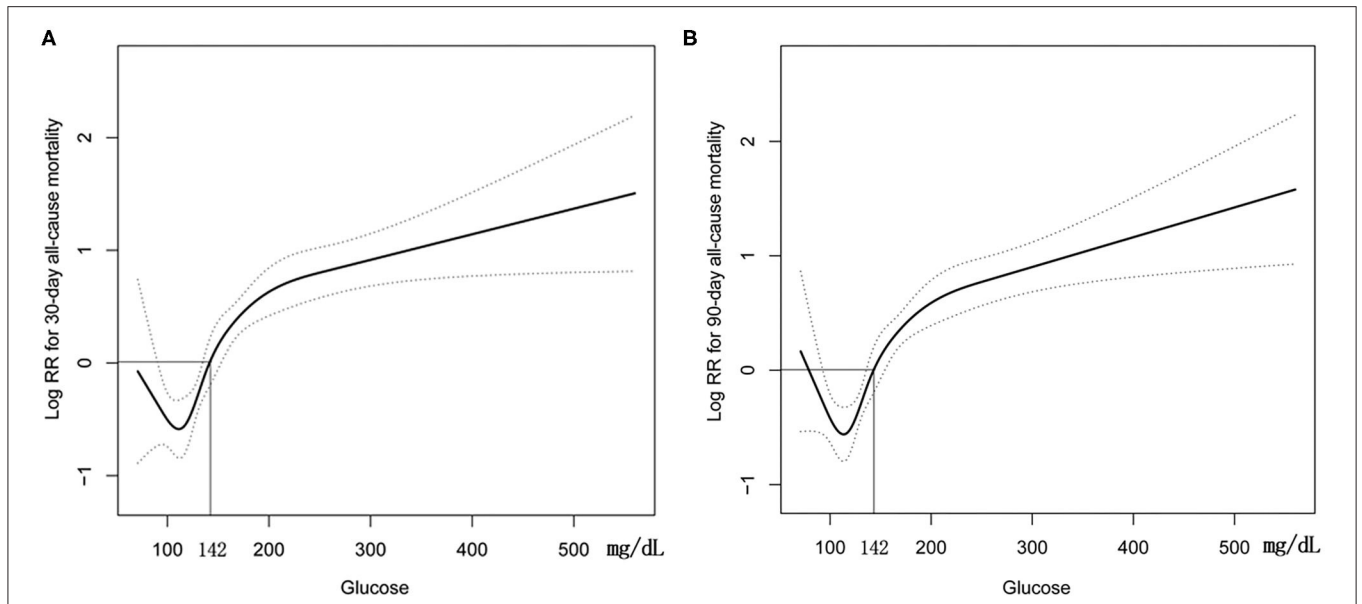 A
Log RR for 30-day all-cause mortality
2
1
0
−1
100 142 200 300 400 500 mg/dL
Glucose
B
Log RR for 90-day all-cause mortality
2
1
0
−1
100 142 200 300 400 500 mg/dL
Glucose